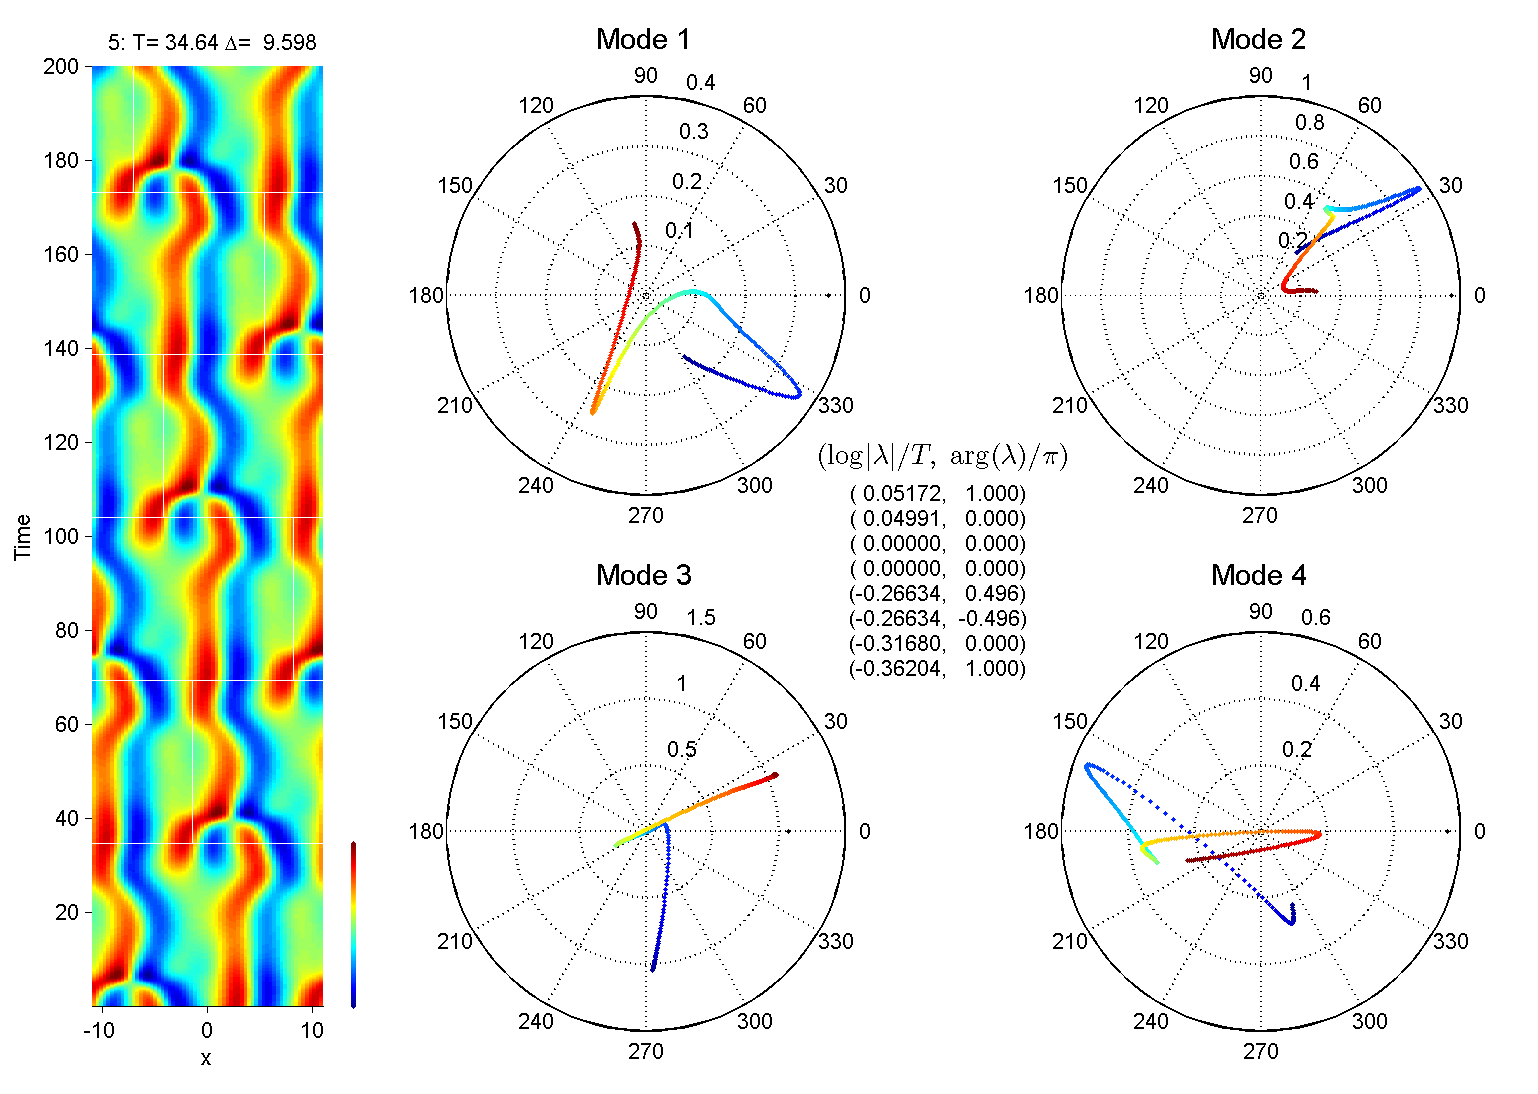 5: T= 34.64 Δ= 9.598
200
180
160
140
120
100
80
60
40
20
Time
-10 0 10
x
Mode 1
90 0.4
120 60
0.3
150 0.2 30
0.1
180 0
210 330
240 300
270
Mode 2
90 1
120 0.8 60
0.6
150 0.4 30
0.2
180 0
210 330
240 300
270
(log|λ|/T, arg(λ)/π)
( 0.05172, 1.000)
( 0.04991, 0.000)
( 0.00000, 0.000)
( 0.00000, 0.000)
(-0.26634, 0.496)
(-0.26634, -0.496)
(-0.31680, 0.000)
(-0.36204, 1.000)
Mode 3
90 1.5
120 60
1
150 30
0.5
180 0
210 330
240 300
270
Mode 4
90 0.6
120 60
0.4
150 30
0.2
180 0
210 330
240 300
270